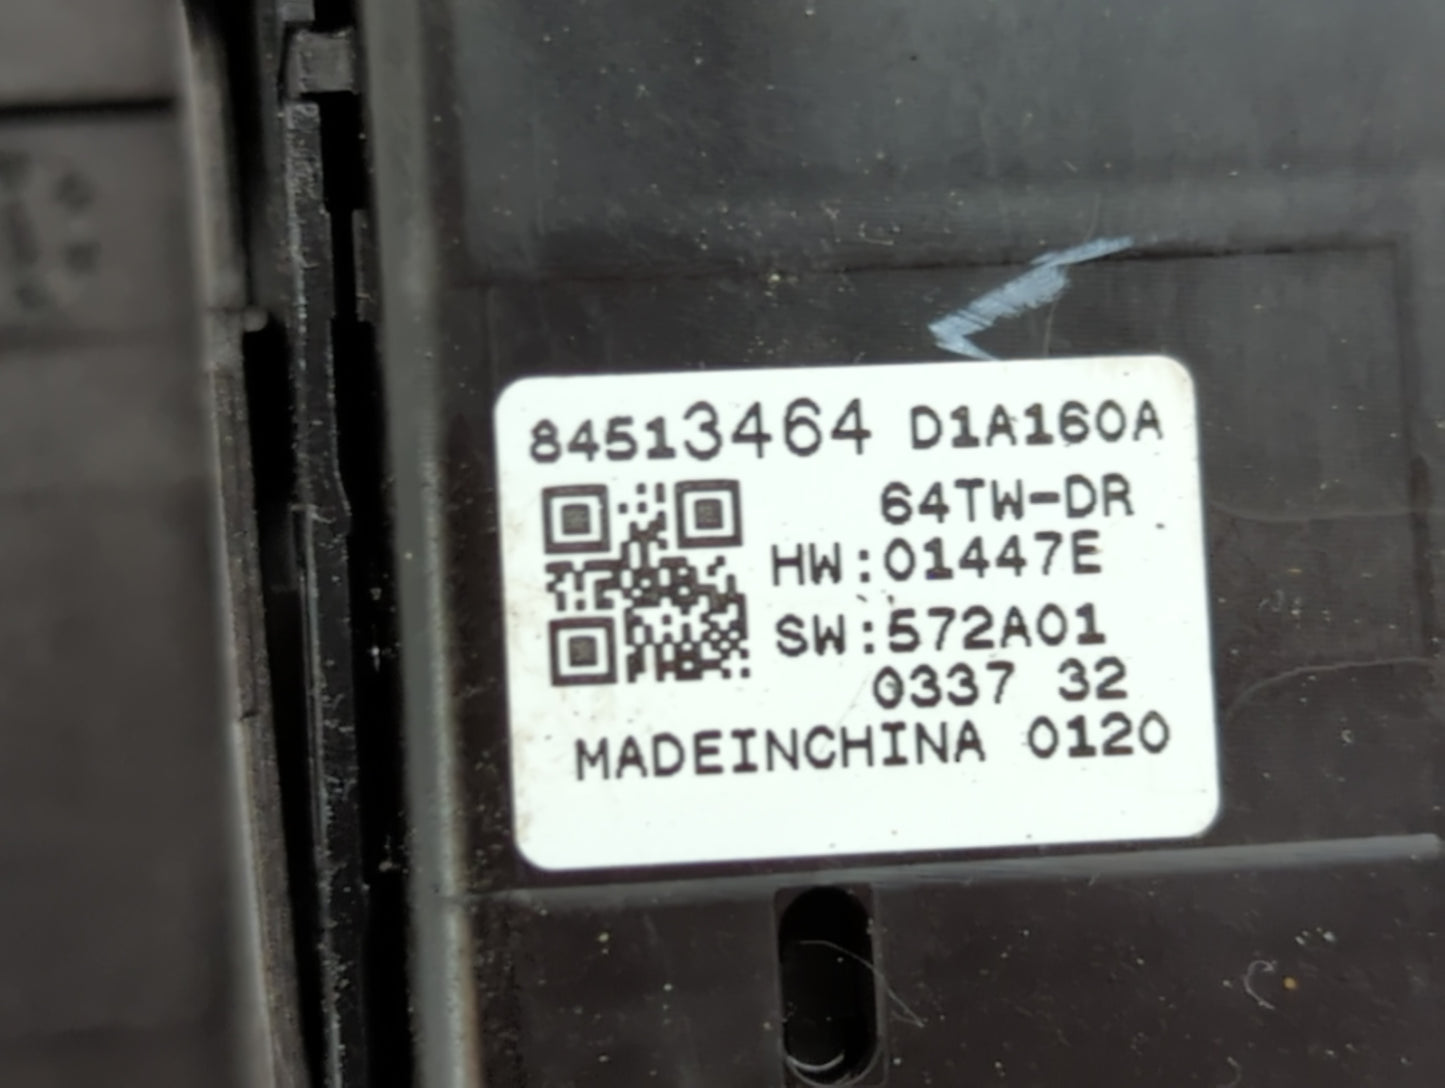 84513464 D1A160A
64TW-DR
HW:01447E
SW:572A01
0337 32
MADEINCHINA 0120